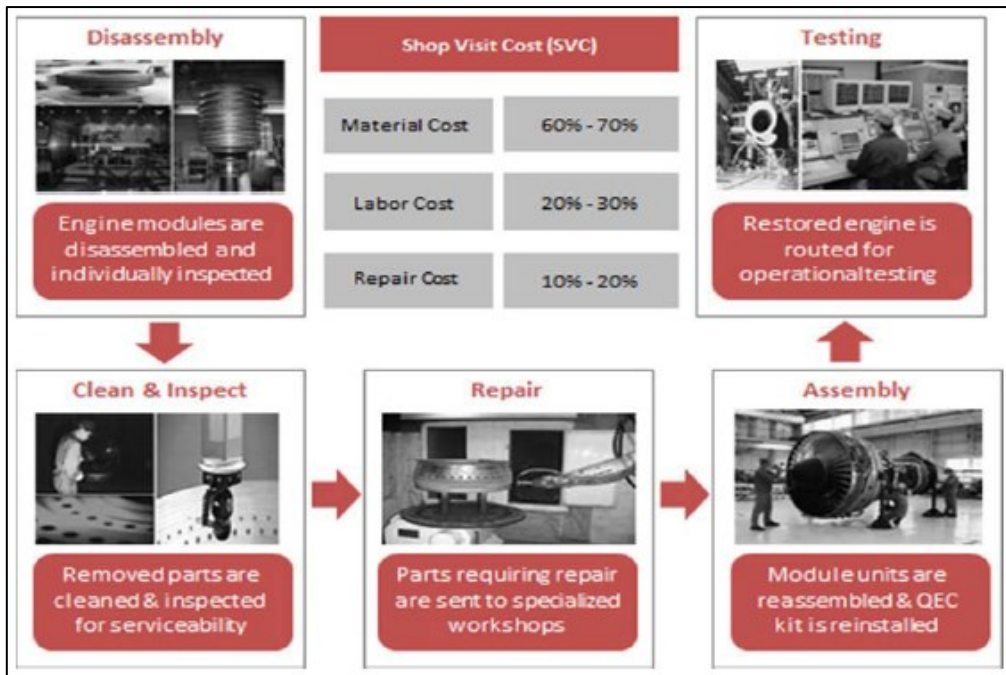 Disassembly
Engine modules are
disassembled and
individually inspected
Shop Visit Cost (SVC)
Material Cost 60% - 70%
Labor Cost 20% - 30%
Repair Cost 10% - 20%
Testing
Restored engine is
routed for
operational testing
Clean & Inspect
Removed parts are
cleaned & inspected
for serviceability
Repair
Parts requiring repair
are sent to specialized
workshops
Assembly
Module units are
reassembled & QEC
kit is reinstalled